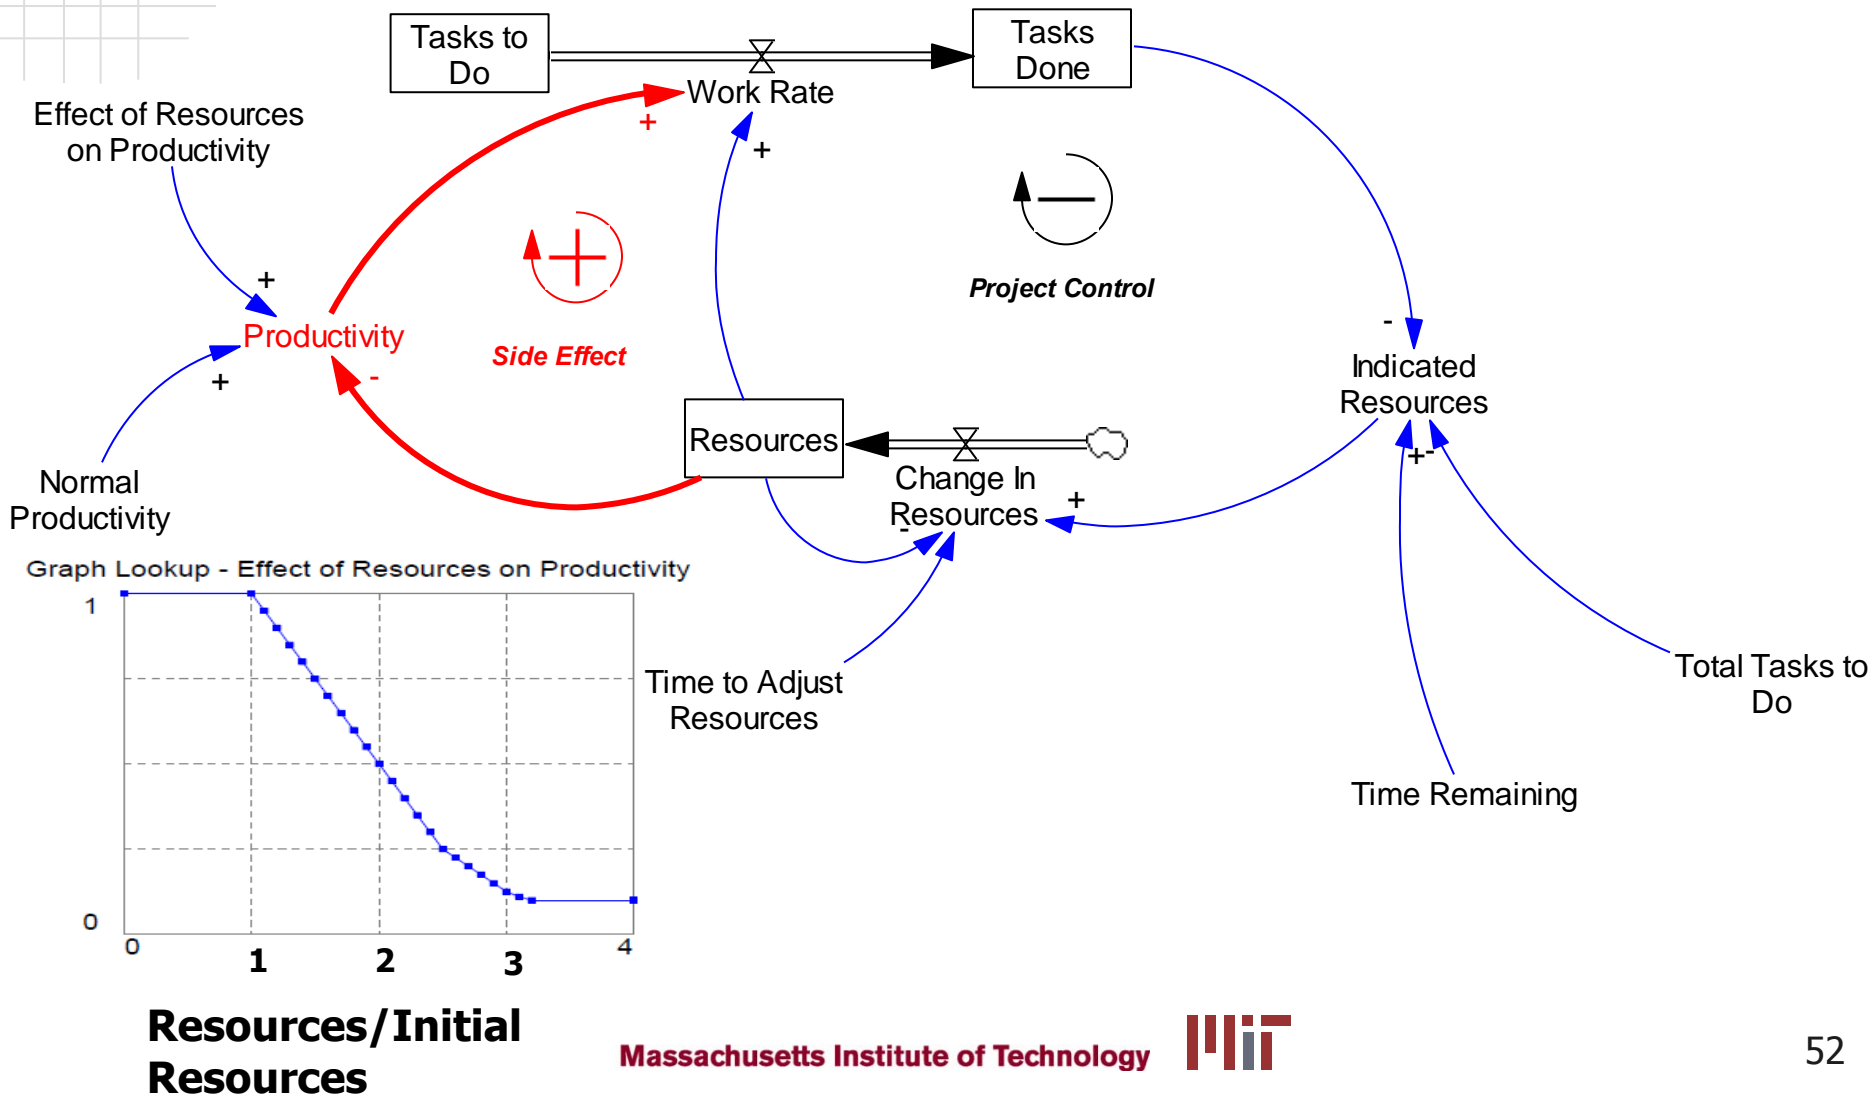 Tasks to
Do
Tasks
Done
Work Rate
+
+
Effect of Resources
on Productivity
+
+
Productivity
Side Effect
-
+
Normal
Productivity
Project Control
-
Indicated
Resources
+
-
Resources
Change In
Resources
+
-
Time to Adjust
Resources
Total Tasks to
Do
Time Remaining
Graph Lookup - Effect of Resources on Productivity
1
0
0
1
2
3
4
Resources/Initial
Resources
Massachusetts Institute of Technology
MIT
52